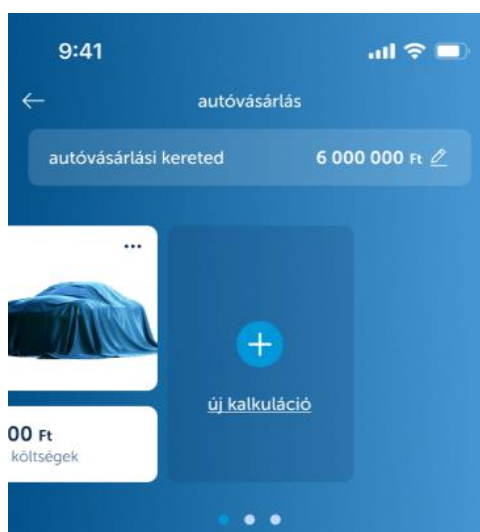 9:41
autóvásárlás
autóvásárlási kereted 6 000 000 Ft
új kalkuláció
00 Ft
költségek